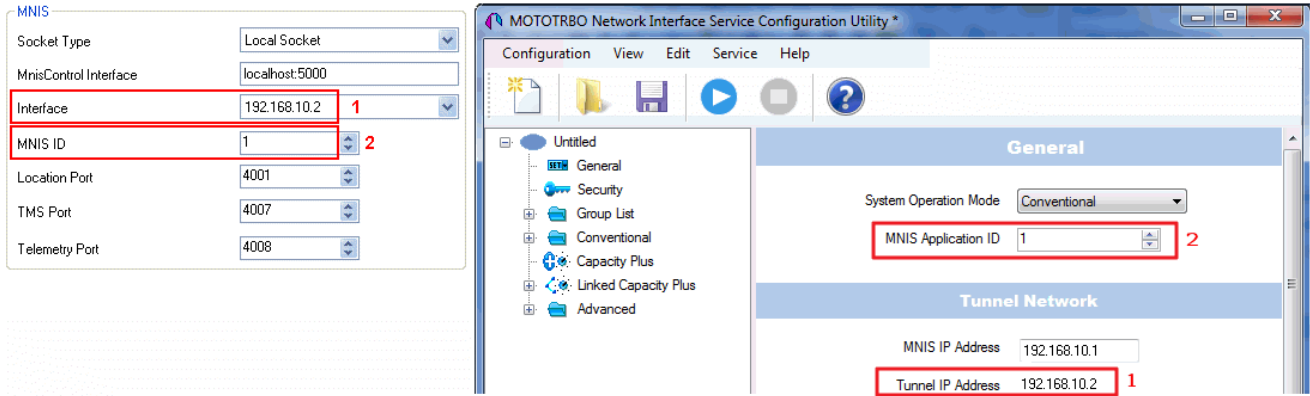 MNIS
Socket Type Local Socket
MnisControl Interface localhost:5000
Interface 192.168.10.2 1
MNIS ID 1 2
Location Port 4001
TMS Port 4007
Telemetry Port 4008
MOTOTRBO Network Interface Service Configuration Utility *
Configuration View Edit Service Help
Untitled
SET
General
Security
Group List
Conventional
Capacity Plus
Linked Capacity Plus
Advanced
General
System Operation Mode Conventional
MNIS Application ID 1 2
Tunnel Network
MNIS IP Address 192.168.10.1
Tunnel IP Address 192.168.10.2 1